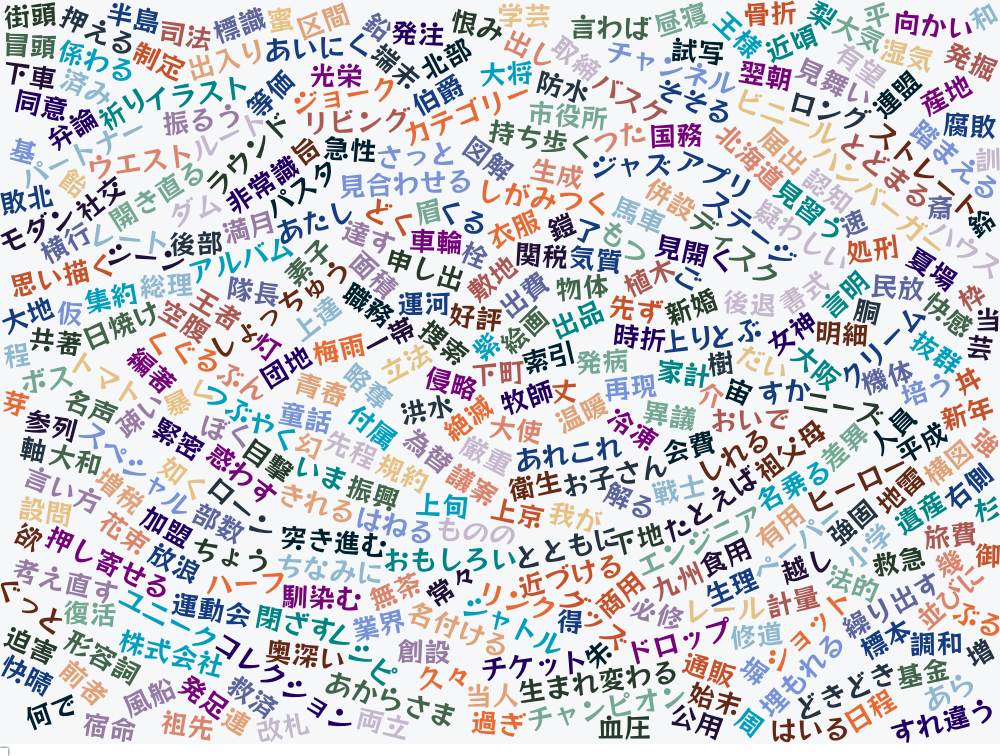 街頭 押える 半島 司法 標識 蜜 区間 鉛 発注 恨み 学芸 言わば 昼寝 王様 骨折 近頃 梨 大気 平 向かい 和
冒頭 係わる 制定 出入り あいにく 端末 北部 出し 取締 チャンネル 試写 翌朝 見舞い 有望 湿気 発掘
下車 済み 祈り イラスト 等価 光栄 ジョーク 伯爵 大将 防水 バスケ そそる ビニール ロング 連盟 産地
同意 弁論 振るう ルート ラウンド リビング カテゴリー 市役所 持ち歩く つた 国務 北海道 届出 ハンバーガー ストレート 踏まえる 腐敗
基 パートナー ウエスト 飴 非常識 旨 急性 さっと 図解 生成 ジャズ アプリ 認知 とどまる 訓
敗北 モダン 社交 開き直る ダム パスタ 見合わせる しがみつく 併設 ステージ 見習う 疑わしい 速 斎 鈴
横行 レート シーン 後部 満月 あたし どく 眉 くる 衣服 鎧 了 馬車 もつ ディスク 見開く 処刑 ハウス
思い描く アルバム 素子 達す 車輪 栓 関税 気質 植木 こ 夏場
大地 仮 集約 総理 隊長 しょっちゅう 画積 申し出 敷地 出費 物体 先ず 新婚 後退 書式 言明 胴 民放 快感 枠
共著 日焼け 空腹 王者 上達 職務 運河 好評 絵画 出品 時折 上り とぶ 女神 明細 クリーム 当
程 ボス トマト 編著 くぐる 灯 団地 梅雨 一帯 捜索 紫 索引 発病 家計 樹 だい 大阪 抜群 芸
芽 名声 使い 暴く ぶん 青春 略奪 立法 侵略 下町 牧師 丈 再現 介 宙 すか ニーズ 機体 培う 丼
参列 スペシャル 緊密 ぼく つぶやく 童話 付属 洪水 絶滅 大使 温暖 冷凍 異議 おいで 人員 新年
軸 大和 如く 惑わす 目撃 幻 先程 規約 為替 厳重 あれこれ 会費 しれる 祖父母 差異 平成
言い方 増税 ローン いま 振興 議案 衛生 お子さん 解る 戦士 たとえば 名乗る ヒーロー 地雷 横図 強
設問 花束 加盟 部数 きれる はねる 上旬 ものの 上京 我が 下地 エンジニア 有用 ペーパー 強固 遺産 右側 杉
欲 押し寄せる 放浪 ちょう 突き進む おもしろい とともに 食用 越し 小学 救急 旅費 幾 御
考え直す ハーフ ちなみに 無茶 常々 リンク 近づける 商用 九州 生理 法的 繰り出す 並びに
ぐっと 復活 ユニーク 運動会 馴染む 閉ざす 業界 名付ける シャトル 得 シーズン 必修 レール 計量 ショット ぶる
迫害 形容詞 株式会社 コレクション 奥深い レシピ 創設 チケット 朱 ドロップ 修道 海 埋もれる 標本 調和 増
快晴 前者 風船 発足 救済 あからさま 久々 当人 生まれ変わる 通販 始末 どきどき 基金 あら
何で 宿命 祖先 連 改札 両立 過ぎ チャンピオン 血圧 公用 周 はいる 日程 すれ違う